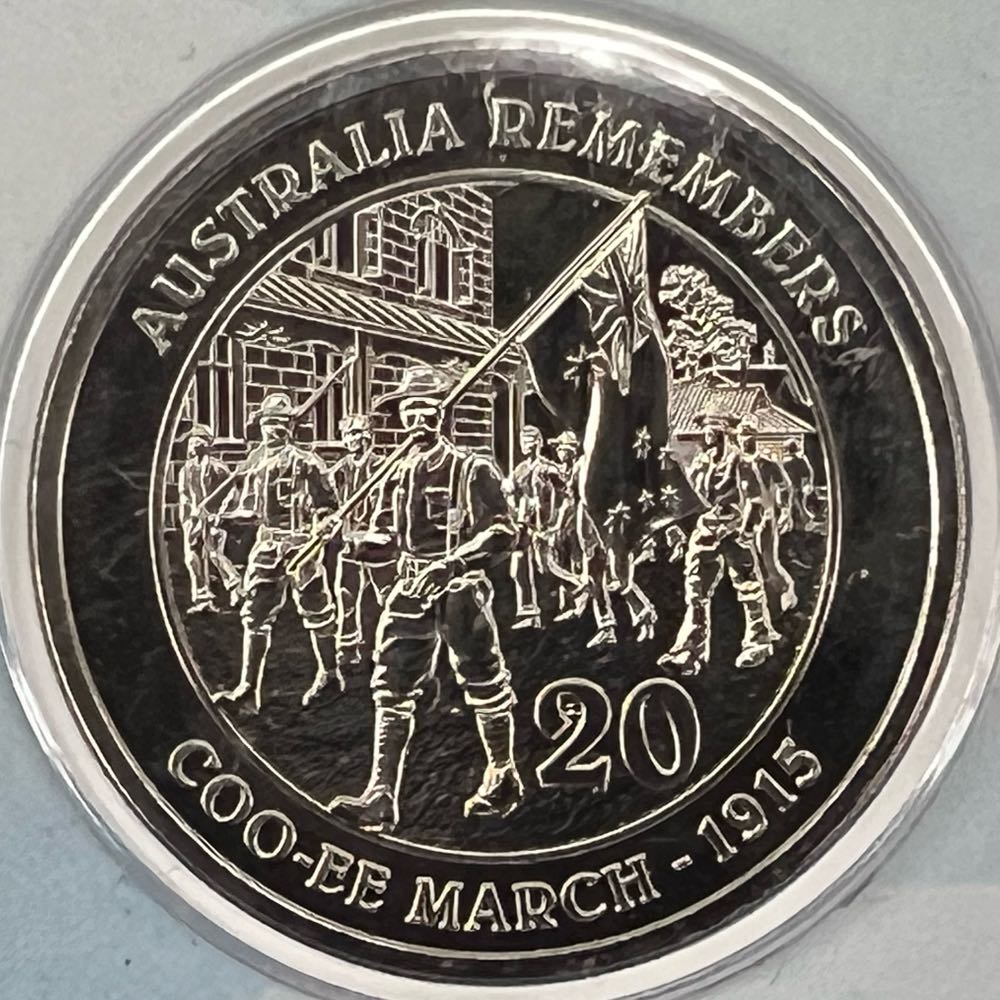 AUSTRALIA REMEMBERS
20
COO-EE MARCH - 1915